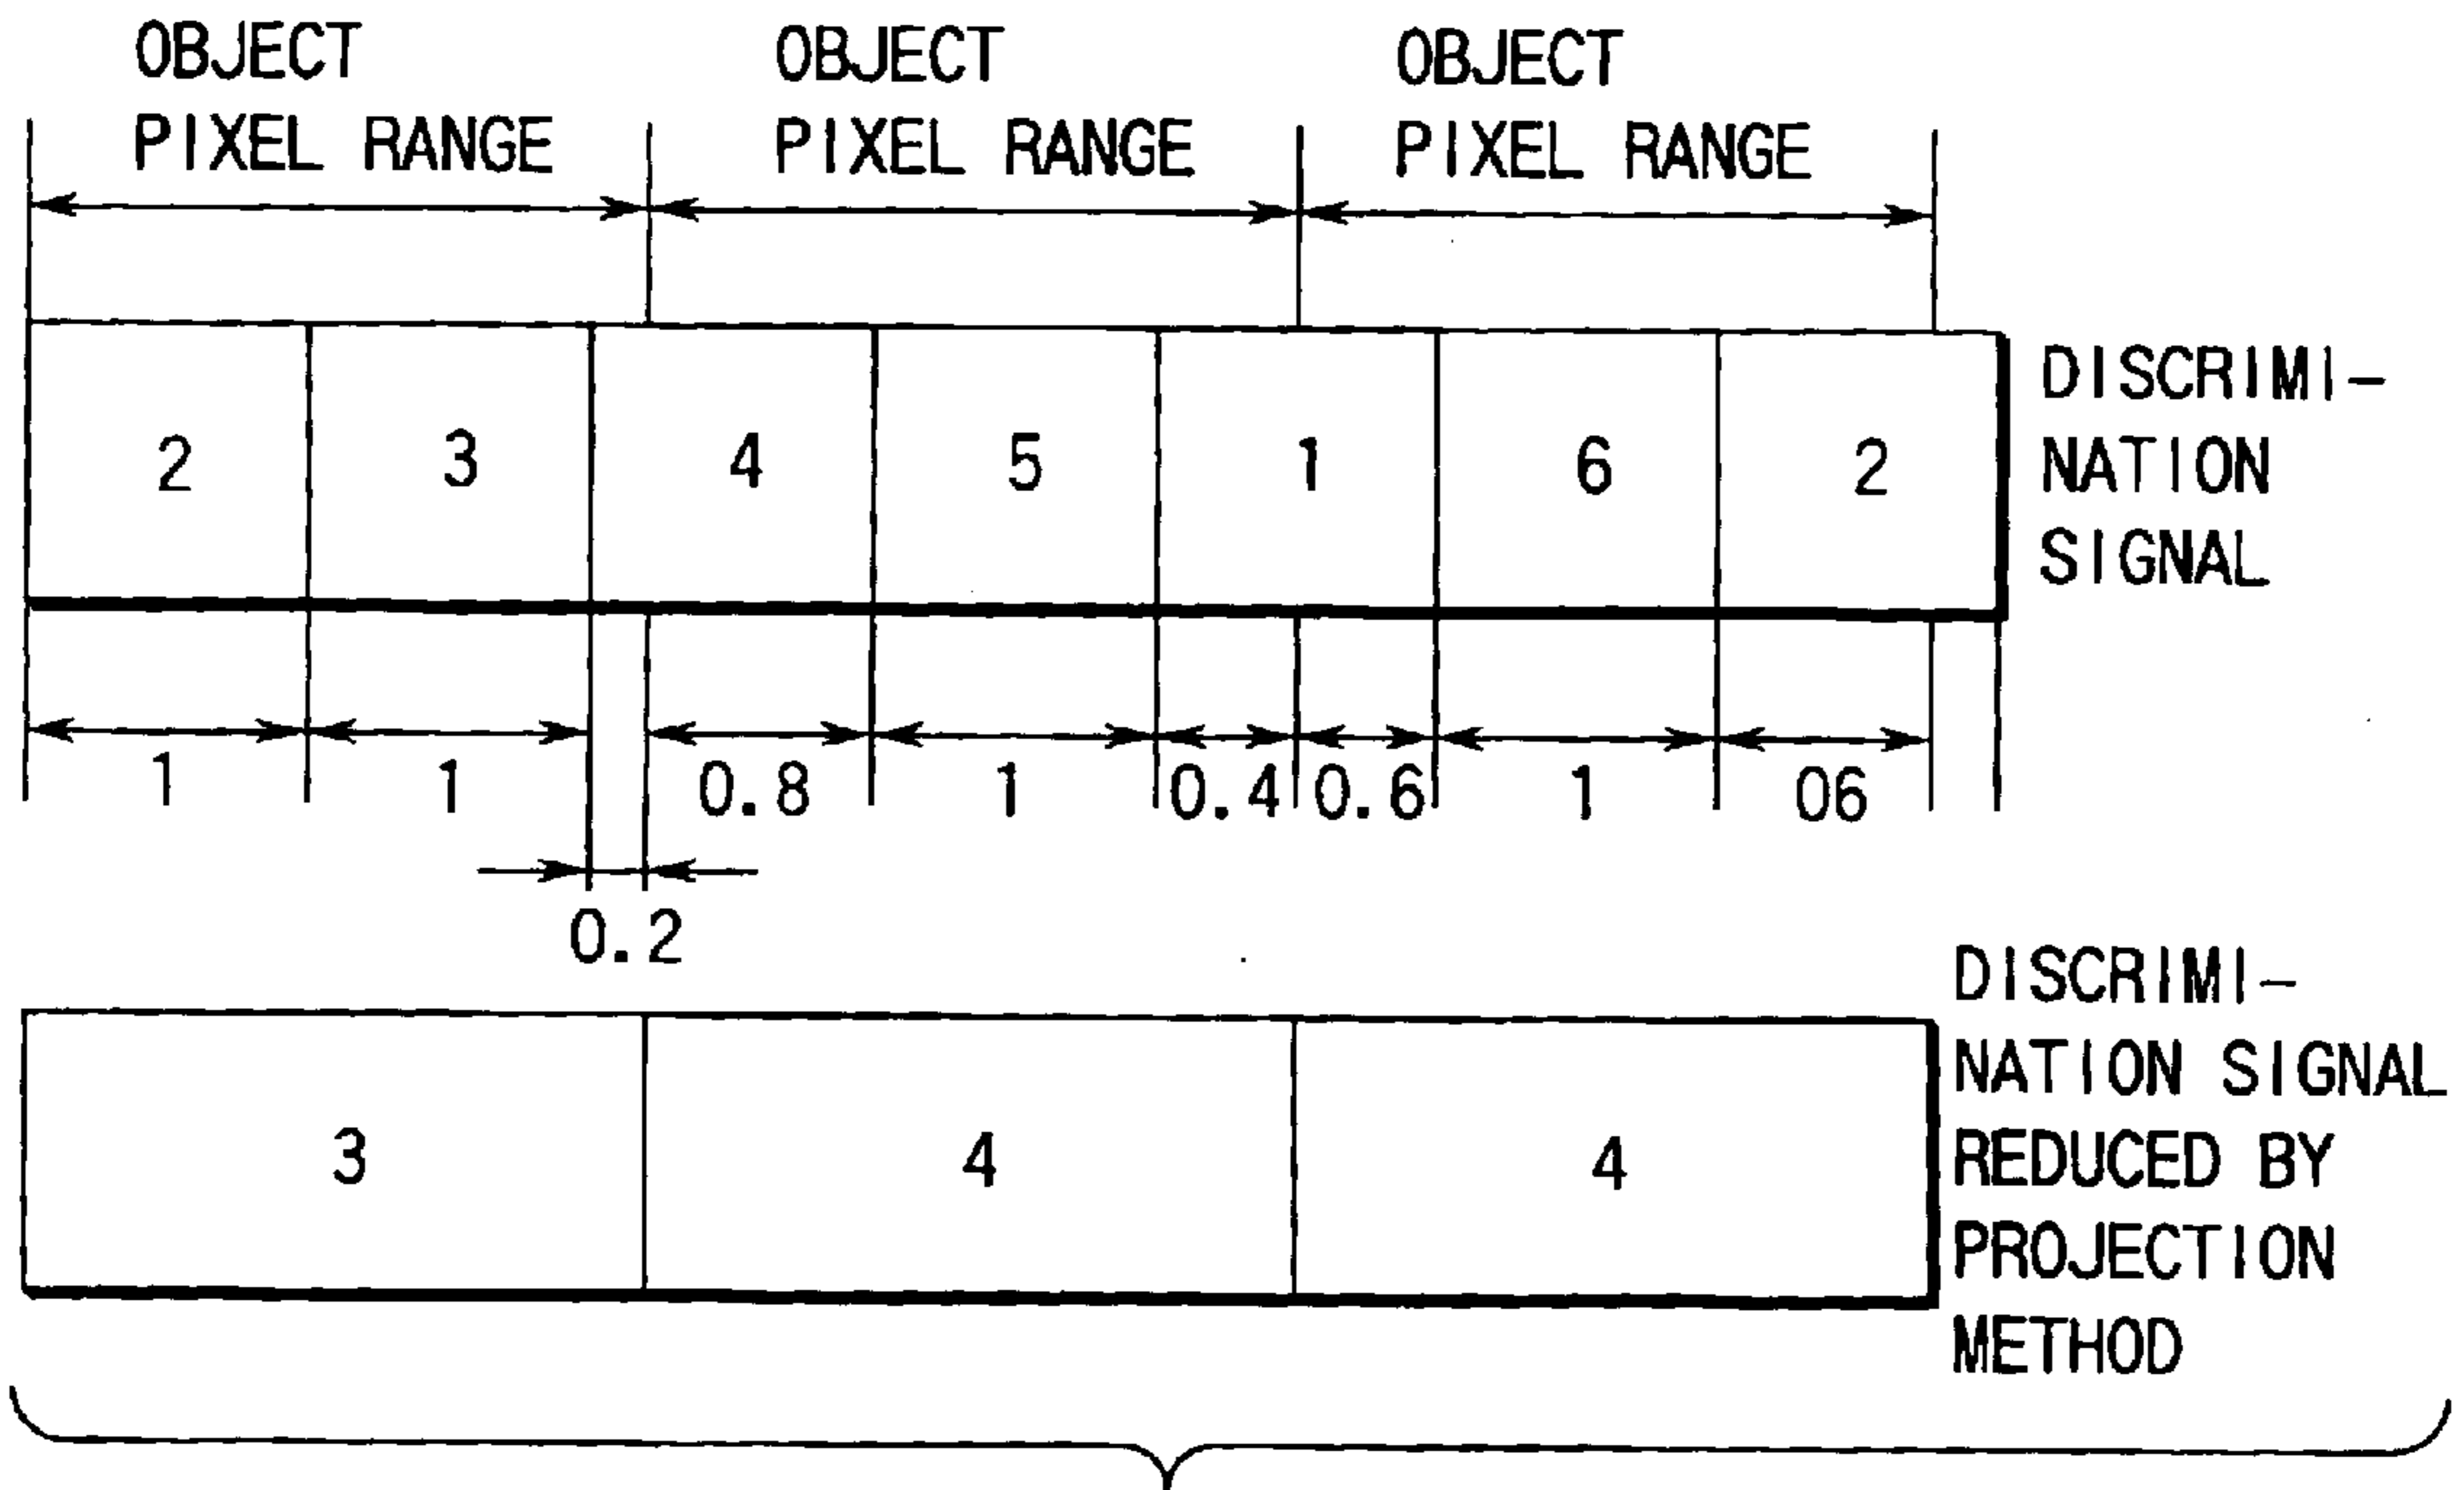 OBJECT
PIXEL RANGE
OBJECT
PIXEL RANGE
OBJECT
PIXEL RANGE
2 3 4 5 1 6 2
DISCRIMI-
NATION
SIGNAL
1 1 0.8 1 0.4 0.6 1 06
0.2
3 4 4
DISCRIMI-
NATION SIGNAL
REDUCED BY
PROJECTION
METHOD